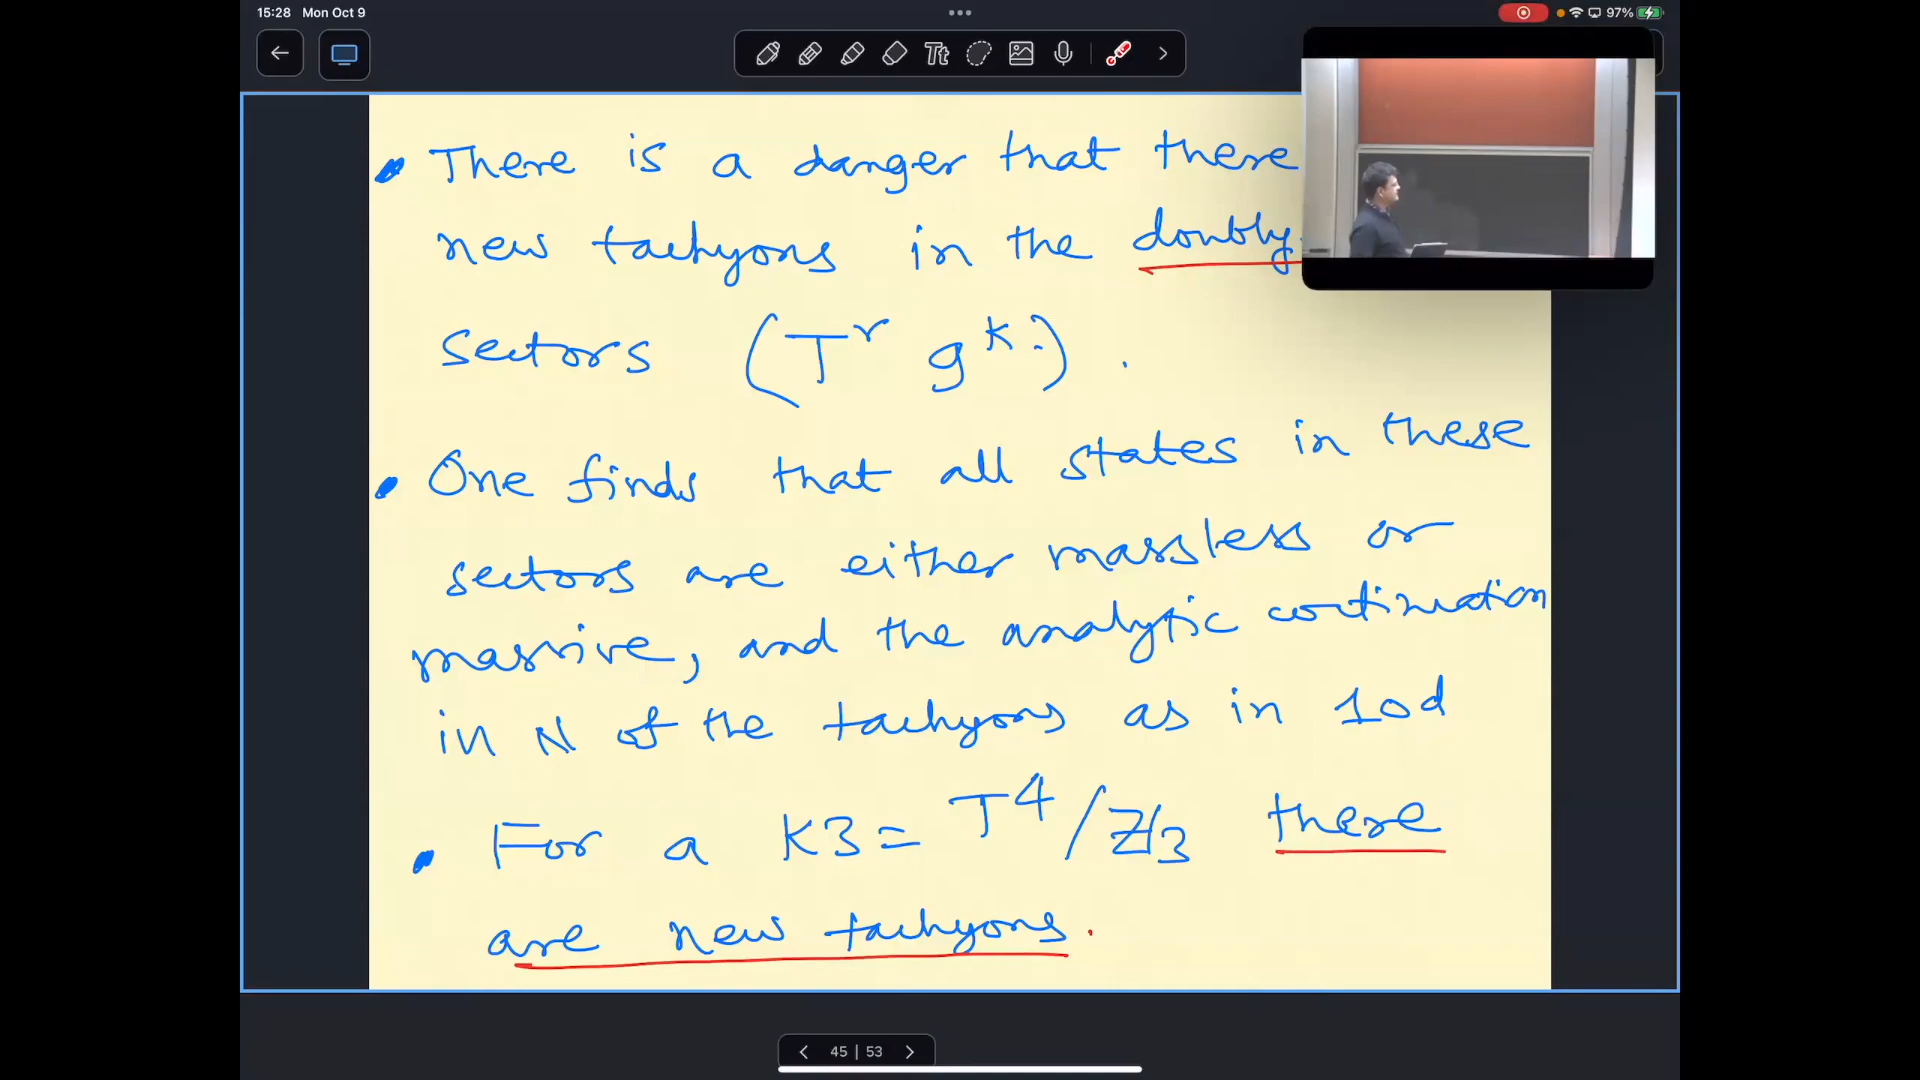 15:28 Mon Oct 9
97%
Tt
• There is a danger that there
new tachyons in the doubly
sectors (T^r g^k.) .
• One finds that all states in these
sectors are either massless or
massive, and the analytic continuation
in N of the tachyons as in 10d
• For a K3 = T^4/ℤ_3 there
are new tachyons.
45 | 53